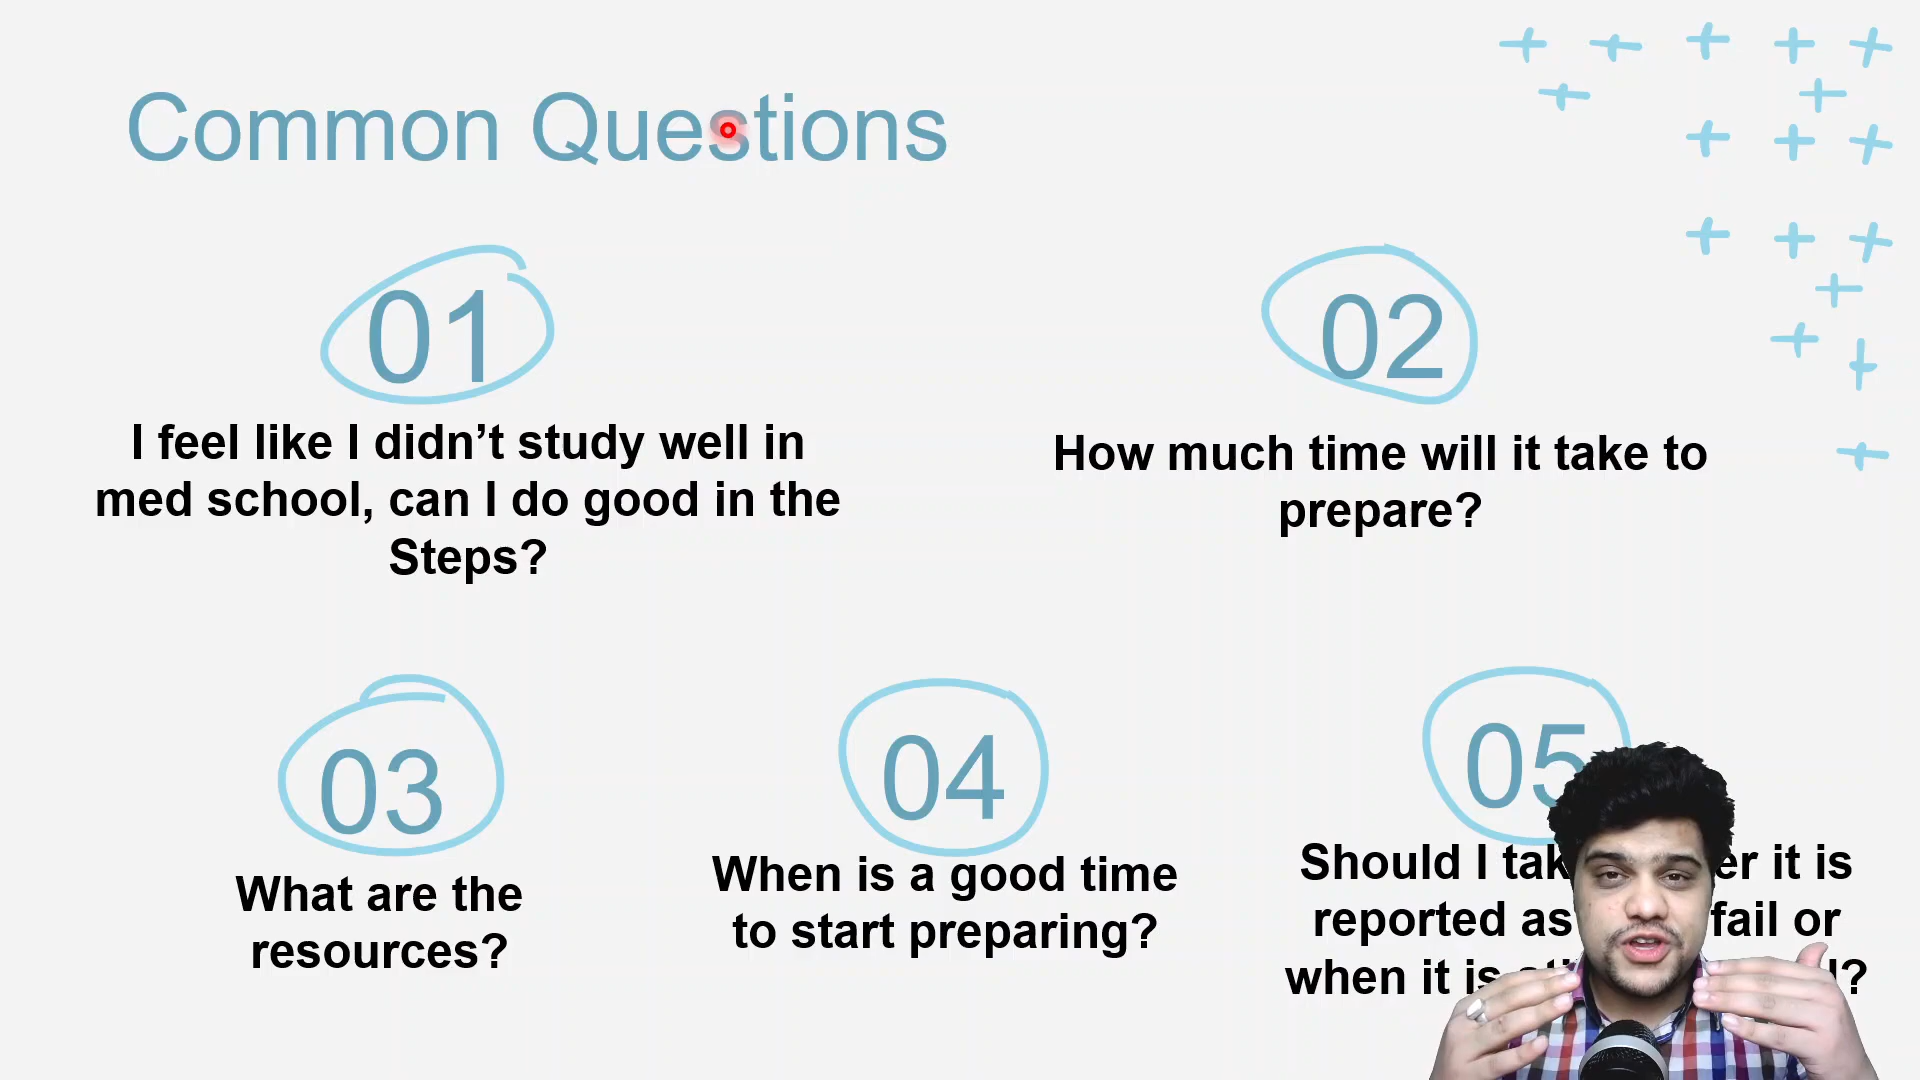 Common Questions
01
I feel like I didn’t study well in
med school, can I do good in the
Steps?
02
How much time will it take to
prepare?
03
What are the
resources?
04
When is a good time
to start preparing?
05
Should I it is
reported as fail or
when it is